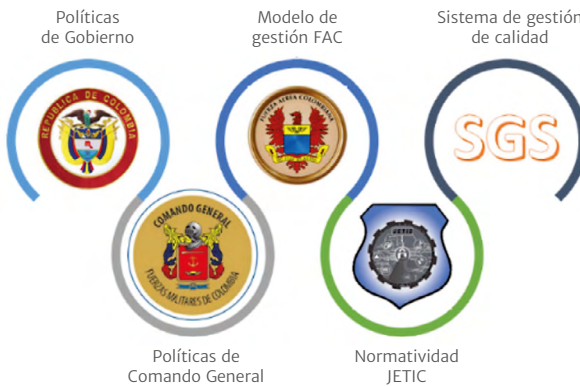 Políticas
de Gobierno
Modelo de
gestión FAC
Sistema de gestión
de calidad
REPUBLICA DE COLOMBIA
FUERZA AEREA COLOMBIANA
SGS
COMANDO GENERAL
FUERZAS MILITARES DE COLOMBIA
Políticas de
Comando General
Normatividad
JETIC